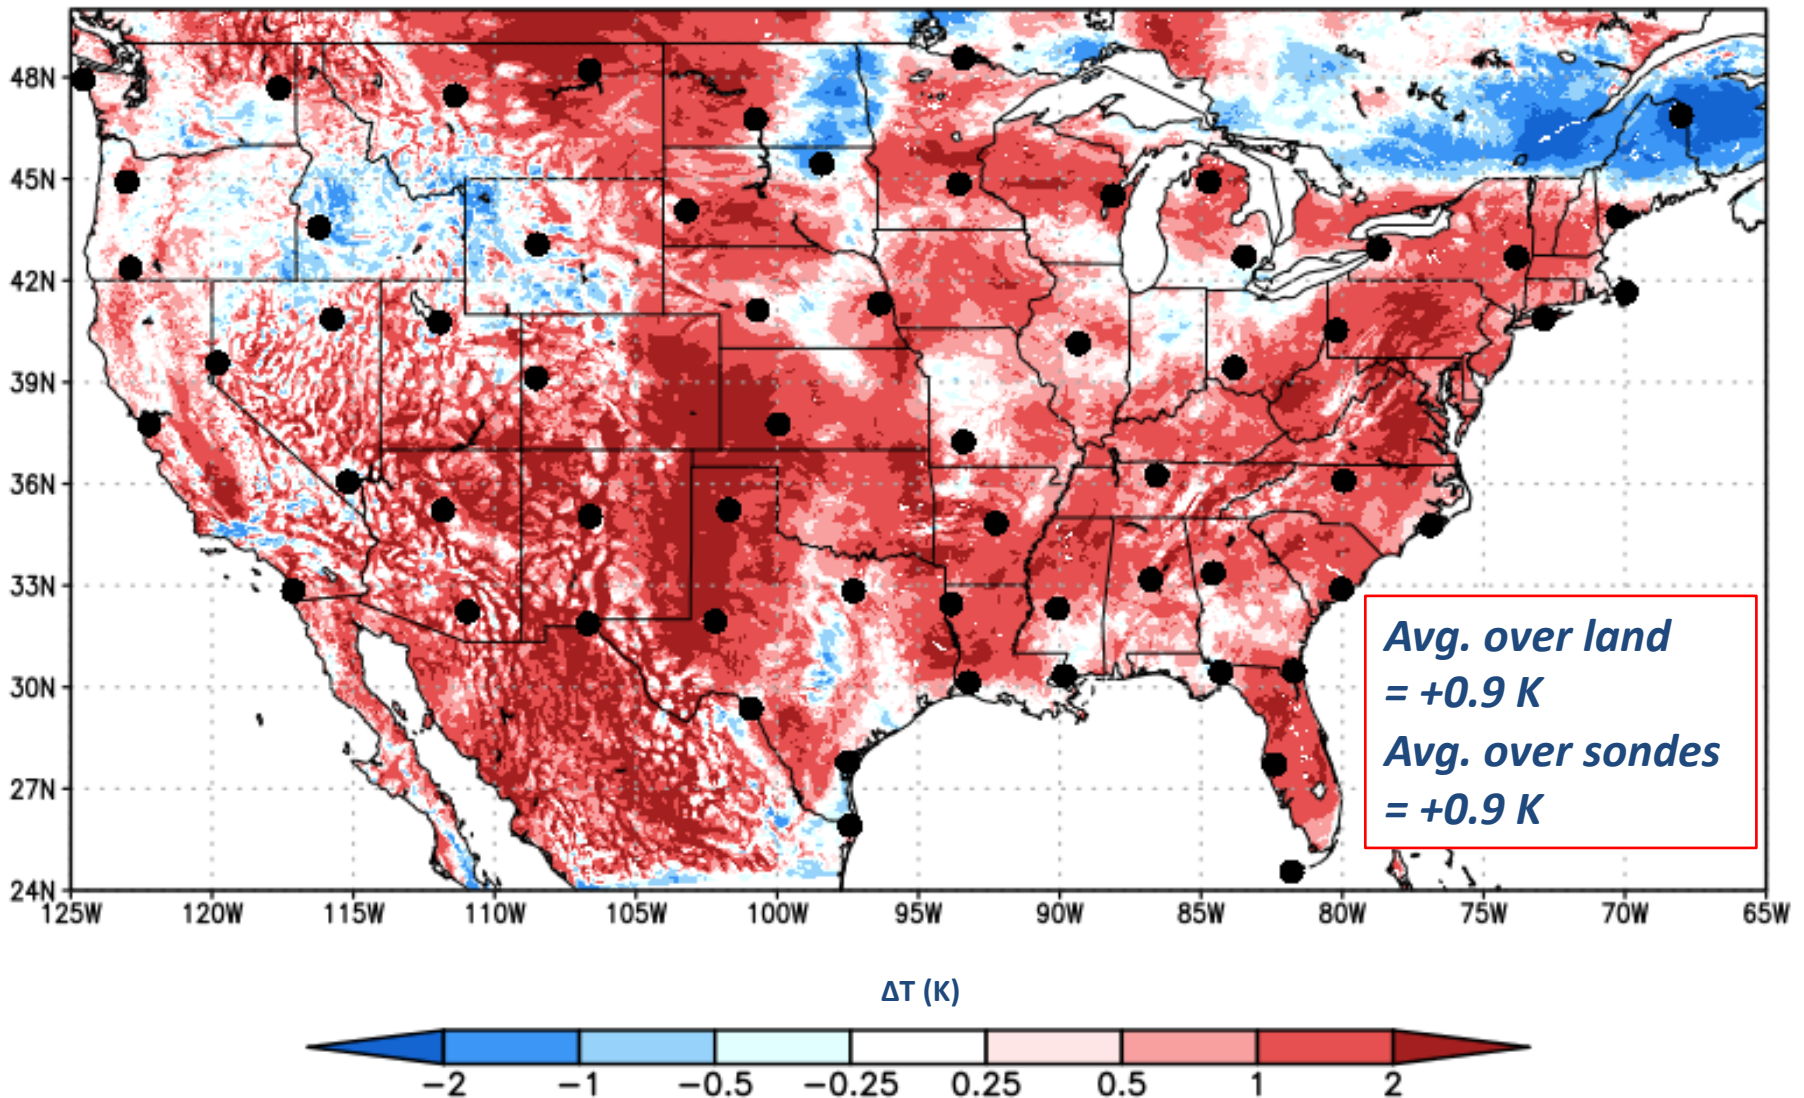 48N
45N
42N
39N
36N
33N
30N
27N
24N
125W 120W 115W 110W 105W 100W 95W 90W 85W 80W 75W 70W 65W
Avg. over land
= +0.9 K
Avg. over sondes
= +0.9 K
ΔT (K)
−2 −1 −0.5 −0.25 0.25 0.5 1 2